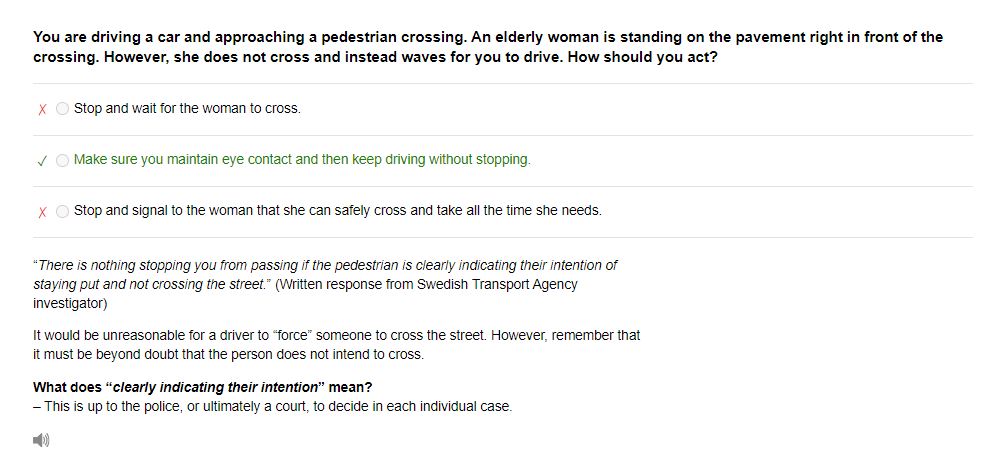 You are driving a car and approaching a pedestrian crossing. An elderly woman is standing on the pavement right in front of the
crossing. However, she does not cross and instead waves for you to drive. How should you act?
Stop and wait for the woman to cross.
Make sure you maintain eye contact and then keep driving without stopping.
Stop and signal to the woman that she can safely cross and take all the time she needs.
“There is nothing stopping you from passing if the pedestrian is clearly indicating their intention of
staying put and not crossing the street.” (Written response from Swedish Transport Agency
investigator)
It would be unreasonable for a driver to “force” someone to cross the street. However, remember that
it must be beyond doubt that the person does not intend to cross.
What does “clearly indicating their intention” mean?
– This is up to the police, or ultimately a court, to decide in each individual case.